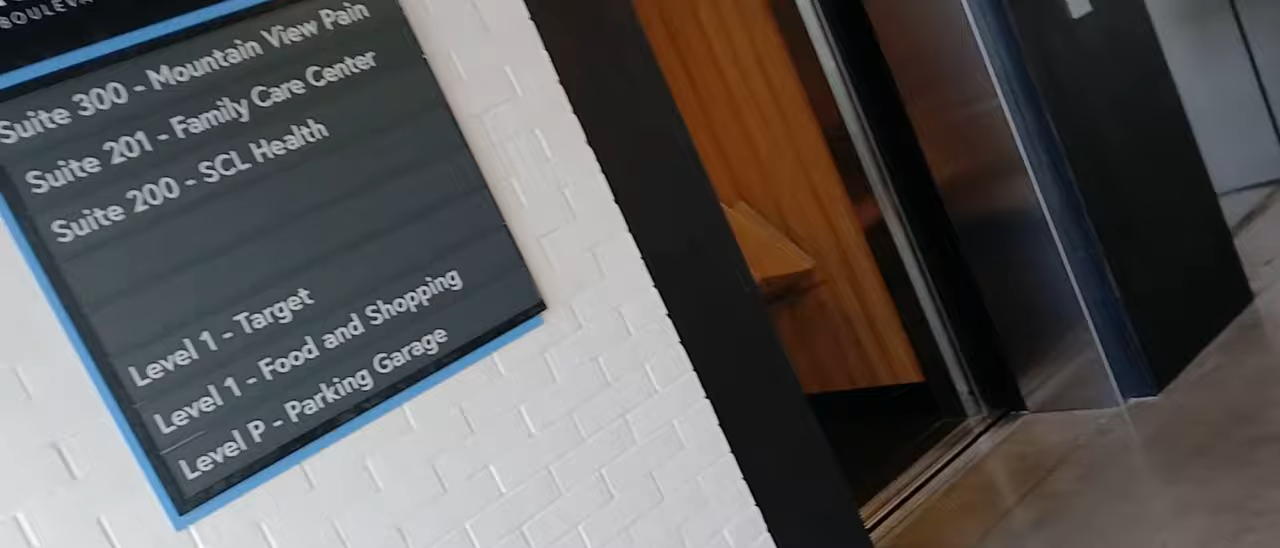 BOULEVA
Suite 300 - Mountain View Pain
Suite 201 - Family Care Center
Suite 200 - SCL Health
Level 1 - Target
Level 1 - Food and Shopping
Level P - Parking Garage